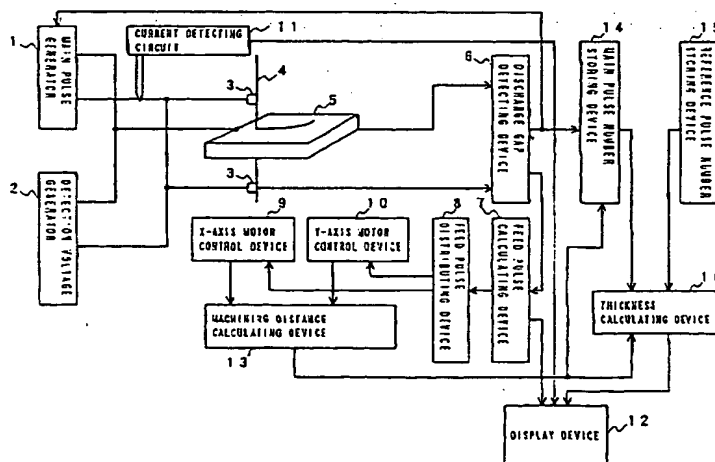 1
MAIN PULSE
GENERATOR
CURRENT DETECTING
CIRCUIT
11
3
4
5
6
DISCHARGE GAP
DETECTING DEVICE
14
MAIN PULSE NUMBER
STORING DEVICE
REFERENCE PULSE NUMBER
STORING DEVICE
2
DETECTION VOLTAGE
GENERATOR
3
9
X-AXIS MOTOR
CONTROL DEVICE
10
Y-AXIS MOTOR
CONTROL DEVICE
8
FEED PULSE
DISTRIBUTING DEVICE
7
FEED PULSE
CALCULATING DEVICE
MACHINING DISTANCE
CALCULATING DEVICE
13
THICKNESS
CALCULATING DEVICE
DISPLAY DEVICE
12